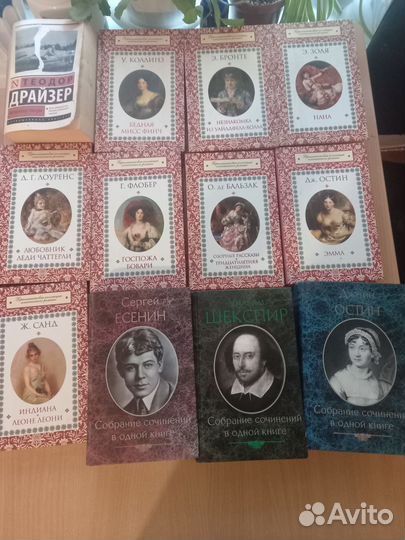 ТЕОДОР
ДРАЙЗЕР
У. КОЛЛИНЗ
БЕДНАЯ
МИСС ФИНЧ
Э. БРОНТЕ
НЕЗНАКОМКА
ИЗ УАЙЛДФЕЛЛ-ХОЛЛА
Э. ЗОЛЯ
НАНА
Д. Г. ЛОУРЕНС
ЛЮБОВНИК
ЛЕДИ ЧАТТЕРЛИ
Г. ФЛОБЕР
ГОСПОЖА
БОВАРИ
О. де БАЛЬЗАК
ОЗОРНЫЕ РАССКАЗЫ
ТРИДЦАТИЛЕТНЯЯ
ЖЕНЩИНА
Дж. ОСТИН
ЭММА
Ж. САНД
ИНДИАНА
ЛЕОНЕ ЛЕОНИ
Сергей
ЕСЕНИН
Собрание сочинений
в одной книге
ШЕКСПИР
Собрание сочинений
в одной книге
ОСТИН
Собрание сочинений
в одной книге
Avito